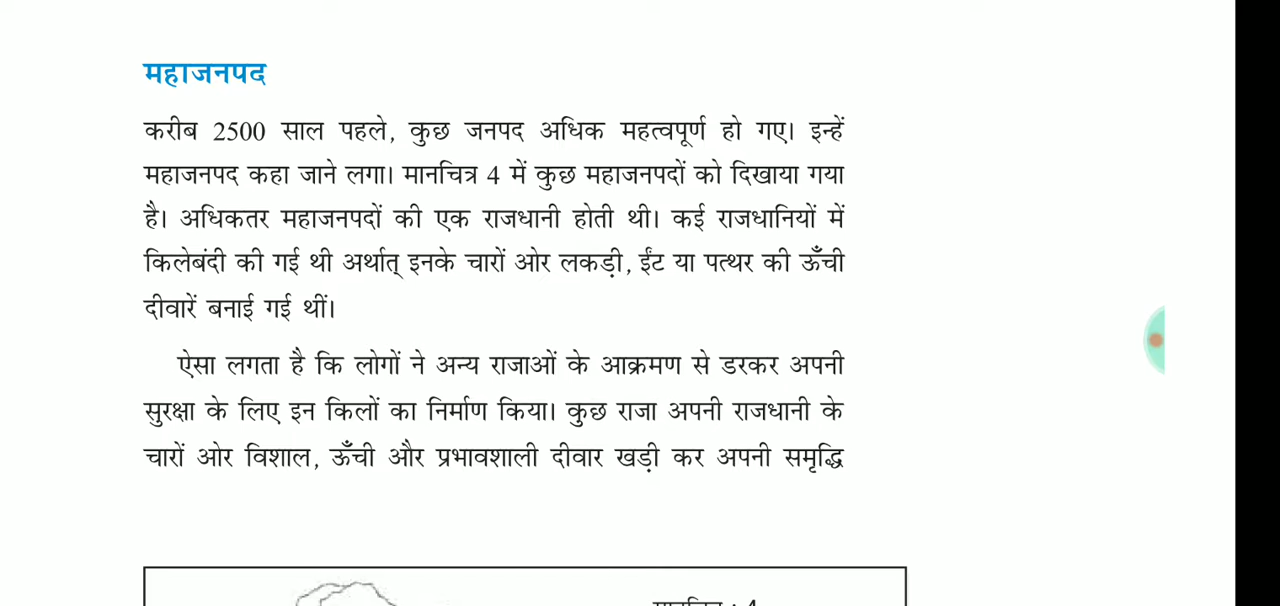 महाजनपद
करीब 2500 साल पहले, कुछ जनपद अधिक महत्वपूर्ण हो गए। इन्हें
महाजनपद कहा जाने लगा। मानचित्र 4 में कुछ महाजनपदों को दिखाया गया
है। अधिकतर महाजनपदों की एक राजधानी होती थी। कई राजधानियों में
किलेबंदी की गई थी अर्थात् इनके चारों ओर लकड़ी, ईंट या पत्थर की ऊँची
दीवारें बनाई गई थीं।
ऐसा लगता है कि लोगों ने अन्य राजाओं के आक्रमण से डरकर अपनी
सुरक्षा के लिए इन किलों का निर्माण किया। कुछ राजा अपनी राजधानी के
चारों ओर विशाल, ऊँची और प्रभावशाली दीवार खड़ी कर अपनी समृद्धि